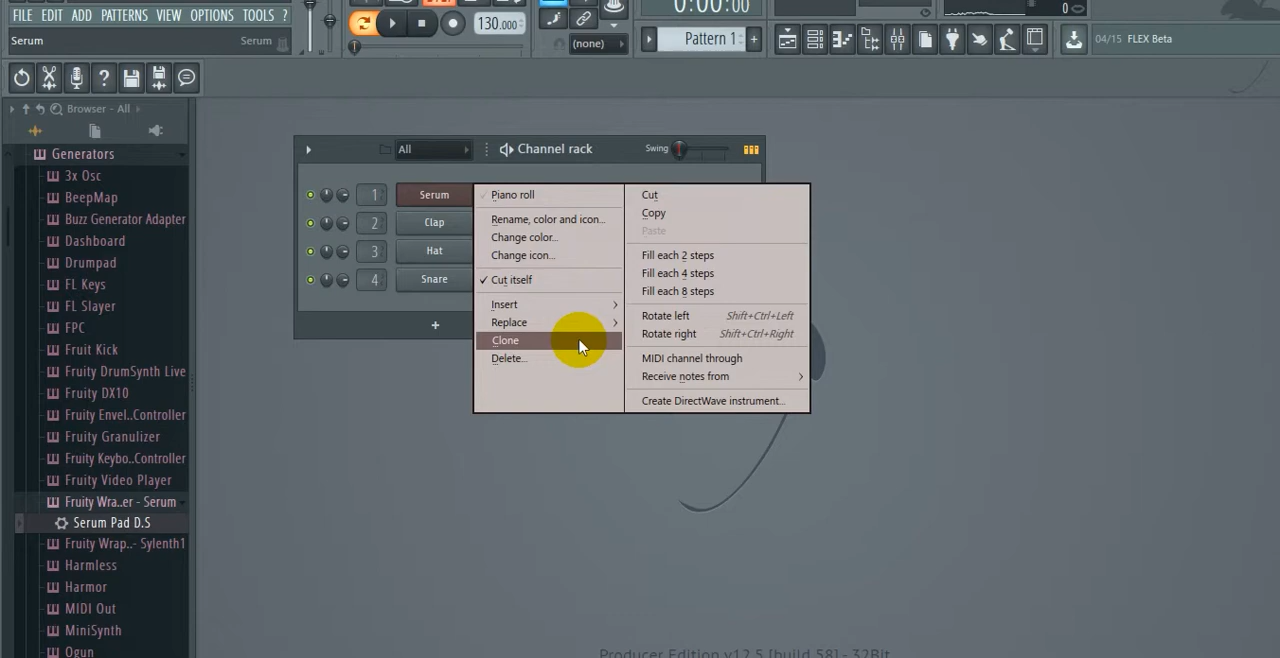 0:00:00
0
FILE EDIT ADD PATTERNS VIEW OPTIONS TOOLS ?
130.000
Serum Serum
(none)
Pattern 1
+
04/15 FLEX Beta
?
Browser - All
Generators
3x Osc
BeepMap
Buzz Generator Adapter
Dashboard
Drumpad
FL Keys
FL Slayer
FPC
Fruit Kick
Fruity DrumSynth Live
Fruity DX10
Fruity Envel..Controller
Fruity Granulizer
Fruity Keybo..Controller
Fruity Video Player
Fruity Wra..er - Serum
Serum Pad D.S
Fruity Wrap..- Sylenth1
Harmless
Harmor
MIDI Out
MiniSynth
Ogun
All
Channel rack
Swing
1 Serum
2 Clap
3 Hat
4 Snare
+
Piano roll
Rename, color and icon...
Change color...
Change icon...
Cut itself
Insert
Replace
Clone
Delete...
Cut
Copy
Paste
Fill each 2 steps
Fill each 4 steps
Fill each 8 steps
Rotate left Shift+Ctrl+Left
Rotate right Shift+Ctrl+Right
MIDI channel through
Receive notes from
Create DirectWave instrument...
Producer Edition v12.5 [build 58] - 32Bit